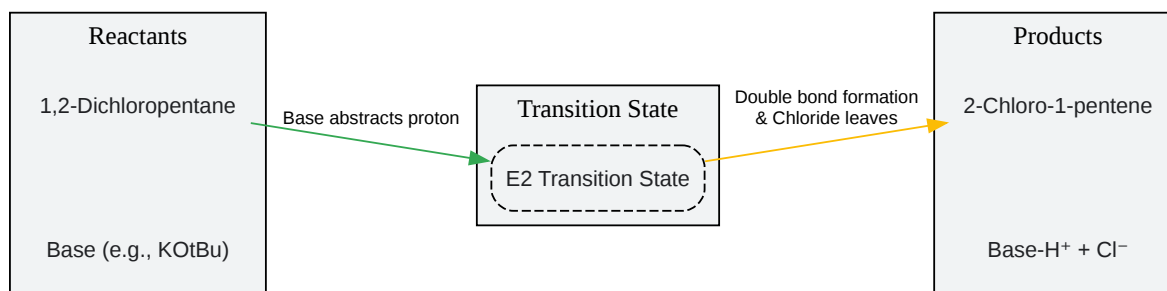 Reactants
1,2-Dichloropentane
Base (e.g., KOtBu)
Base abstracts proton
Transition State
E2 Transition State
Double bond formation
& Chloride leaves
Products
2-Chloro-1-pentene
Base-H⁺ + Cl⁻